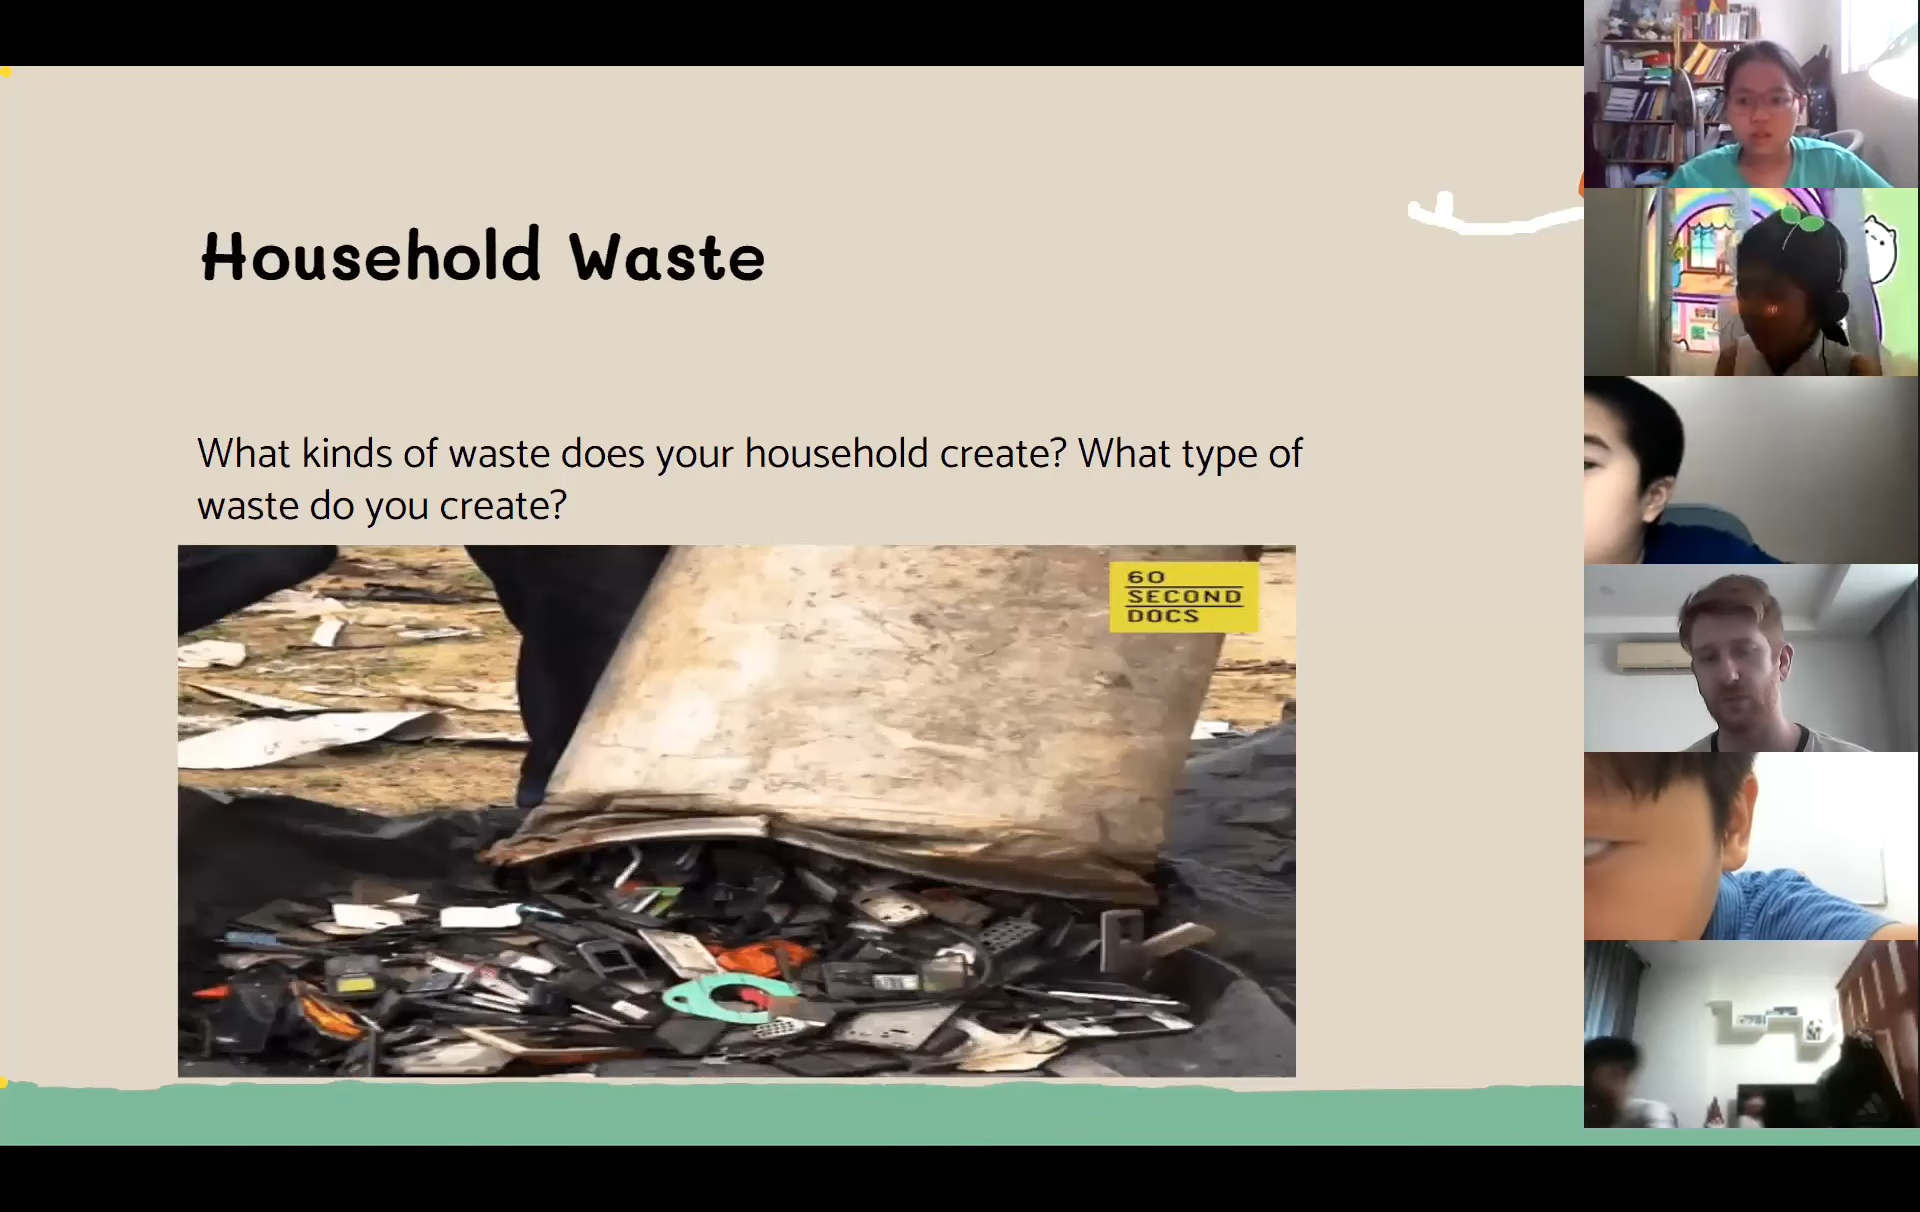 Household Waste
What kinds of waste does your household create? What type of
waste do you create?
60
SECOND
DOCS